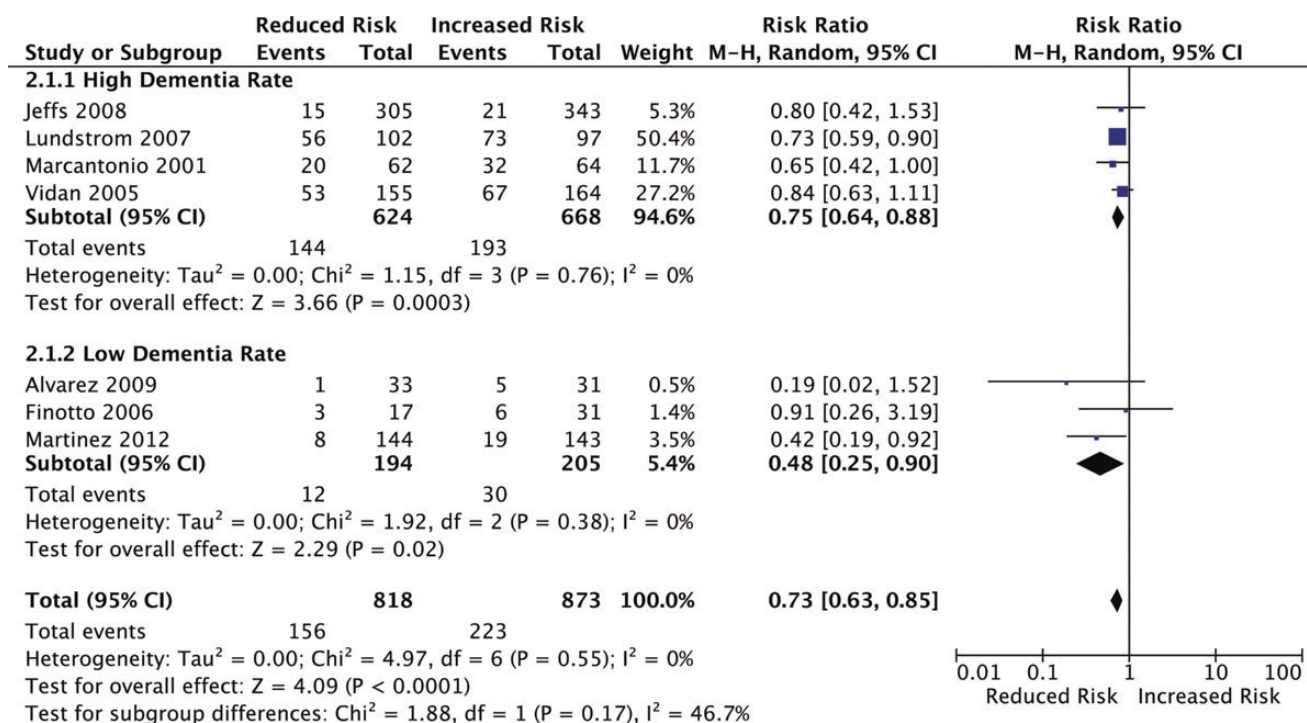 Reduced Risk Increased Risk Risk Ratio Risk Ratio
Study or Subgroup Events Total Events Total Weight M-H, Random, 95% CI M-H, Random, 95% CI
2.1.1 High Dementia Rate
Jeffs 2008 15 305 21 343 5.3% 0.80 [0.42, 1.53]
Lundstrom 2007 56 102 73 97 50.4% 0.73 [0.59, 0.90]
Marcantonio 2001 20 62 32 64 11.7% 0.65 [0.42, 1.00]
Vidan 2005 53 155 67 164 27.2% 0.84 [0.63, 1.11]
Subtotal (95% CI) 624 668 94.6% 0.75 [0.64, 0.88]
Total events 144 193
Heterogeneity: Tau² = 0.00; Chi² = 1.15, df = 3 (P = 0.76); I² = 0%
Test for overall effect: Z = 3.66 (P = 0.0003)
2.1.2 Low Dementia Rate
Alvarez 2009 1 33 5 31 0.5% 0.19 [0.02, 1.52]
Finotto 2006 3 17 6 31 1.4% 0.91 [0.26, 3.19]
Martinez 2012 8 144 19 143 3.5% 0.42 [0.19, 0.92]
Subtotal (95% CI) 194 205 5.4% 0.48 [0.25, 0.90]
Total events 12 30
Heterogeneity: Tau² = 0.00; Chi² = 1.92, df = 2 (P = 0.38); I² = 0%
Test for overall effect: Z = 2.29 (P = 0.02)
Total (95% CI) 818 873 100.0% 0.73 [0.63, 0.85]
Total events 156 223
Heterogeneity: Tau² = 0.00; Chi² = 4.97, df = 6 (P = 0.55); I² = 0%
Test for overall effect: Z = 4.09 (P < 0.0001)
Test for subgroup differences: Chi² = 1.88, df = 1 (P = 0.17), I² = 46.7%
0.01 0.1 1 10 100
Reduced Risk Increased Risk